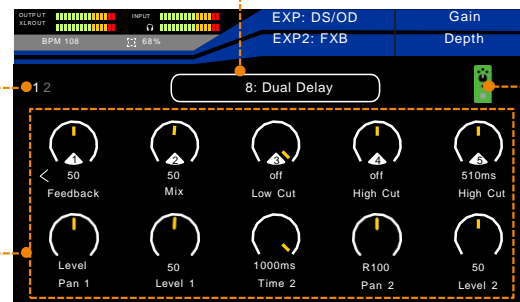 OUTPUT INPUT EXP: DS/OD Gain
XLROUT
BPM 108 68% EXP2: FXB Depth
1 2 8: Dual Delay
1 2 3 4 5
50 50 off off 510ms
Feedback Mix Low Cut High Cut High Cut
Level 50 1000ms R100 50
Pan 1 Level 1 Time 2 Pan 2 Level 2